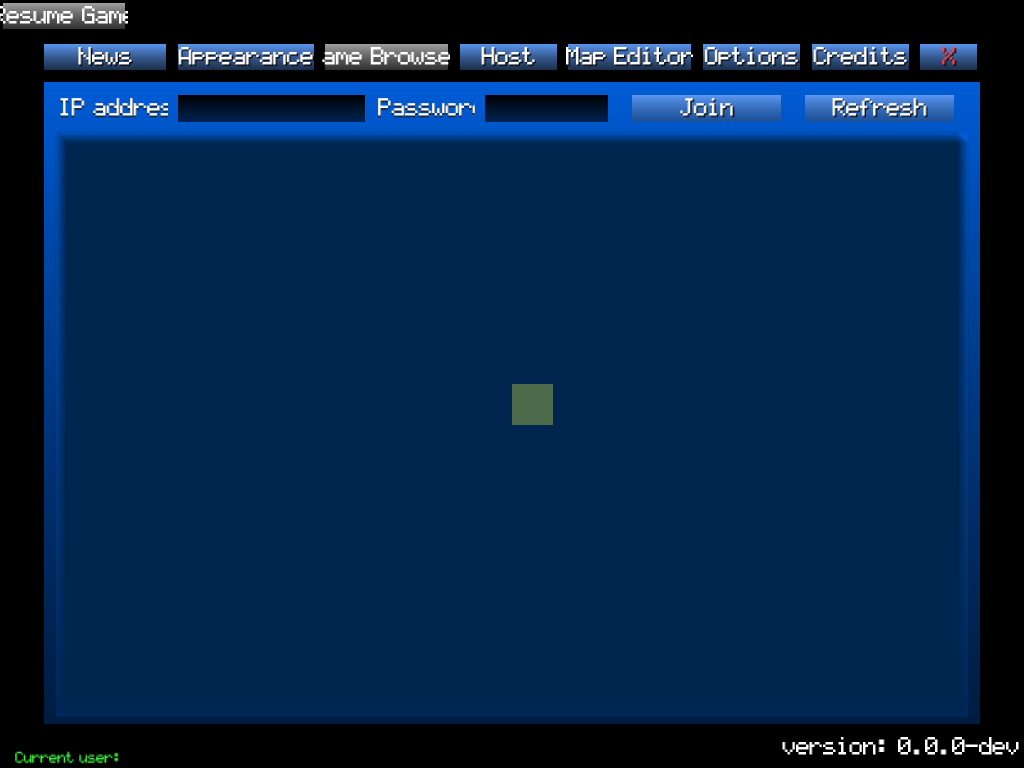 Resume Game
News Appearance ame Browse Host Map Editor Options Credits X
IP addres Passwor Join Refresh
version: 0.0.0-dev
Current user: